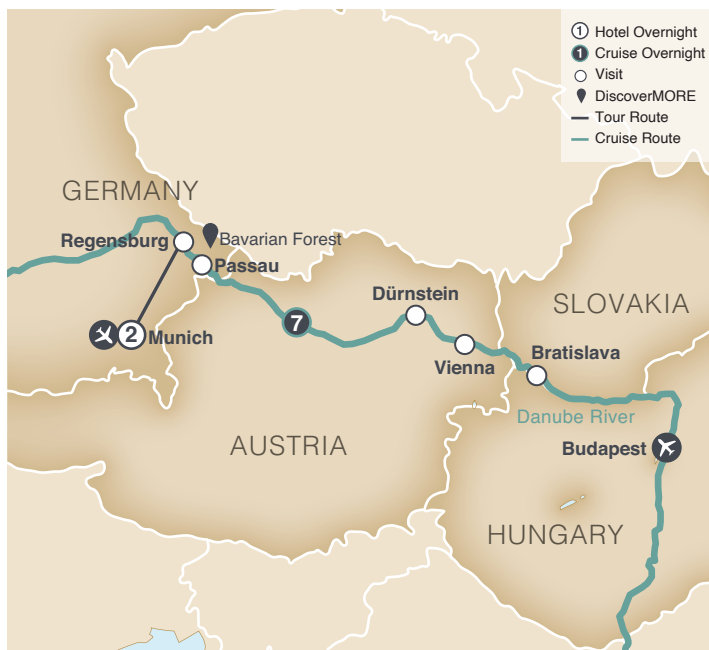 1 Hotel Overnight
1 Cruise Overnight
Visit
DiscoverMORE
Tour Route
Cruise Route
GERMANY
Regensburg
Bavarian Forest
Passau
2 Munich
7
Dürnstein
Vienna
SLOVAKIA
Bratislava
Danube River
Budapest
AUSTRIA
HUNGARY